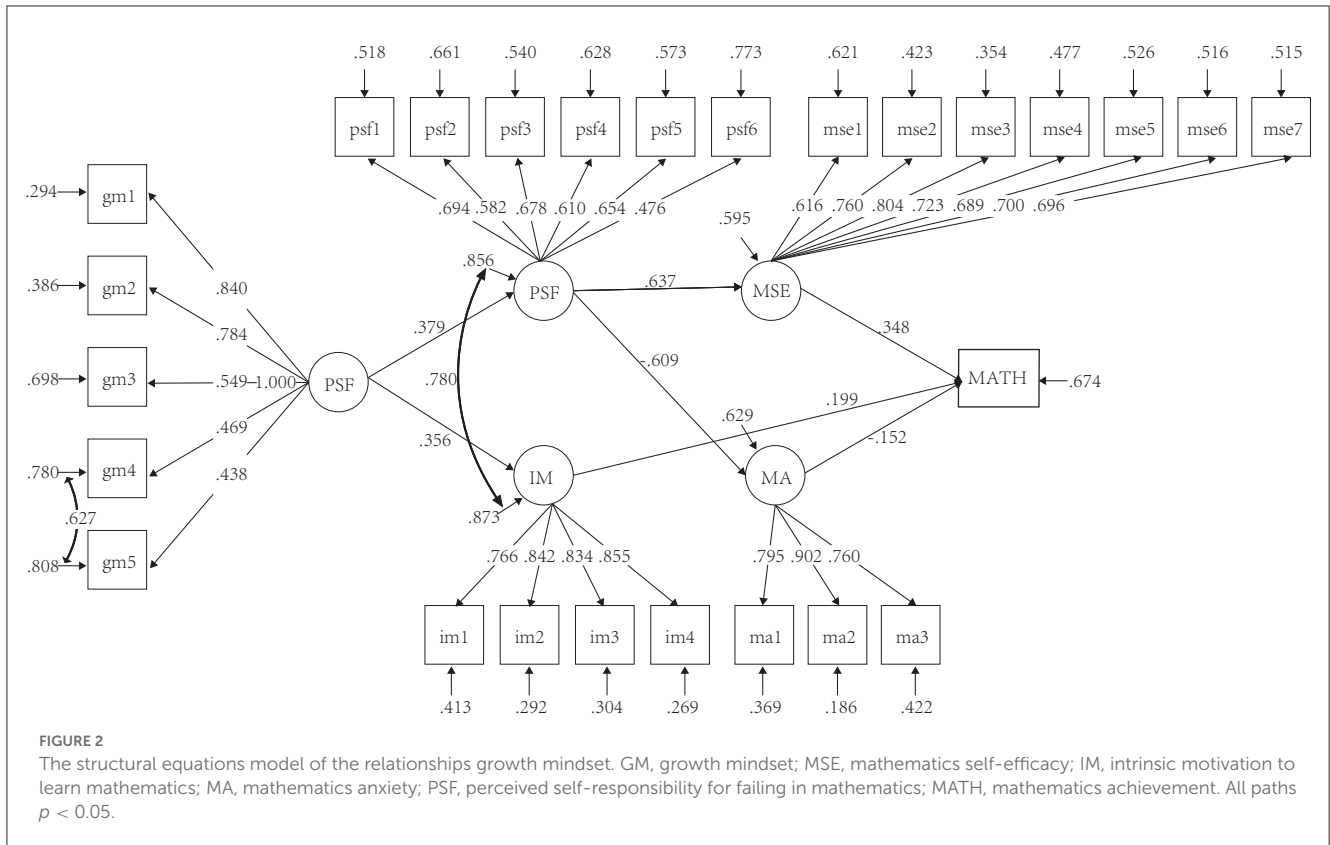 .518 .661 .540 .628 .573 .773 .621 .423 .354 .477 .526 .516 .515
psf1 psf2 psf3 psf4 psf5 psf6 mse1 mse2 mse3 mse4 mse5 mse6 mse7
.294 gm1
.694 .582 .678 .610 .654 .476 .616 .760 .804 .723 .689 .700 .696
.595
.856
.386 gm2 .840 PSF .637 MSE
.784 .379 .348
-.609
.698 gm3 .549 1.000 PSF .780 MATH .674
.199
.469 .629 -.152
.356
.780 gm4 .438 IM MA
.627 .873
.808 gm5 .766 .842 .834 .855 .795 .902 .760
im1 im2 im3 im4 ma1 ma2 ma3
.413 .292 .304 .269 .369 .186 .422
FIGURE 2
The structural equations model of the relationships growth mindset. GM, growth mindset; MSE, mathematics self-efficacy; IM, intrinsic motivation to
learn mathematics; MA, mathematics anxiety; PSF, perceived self-responsibility for failing in mathematics; MATH, mathematics achievement. All paths
p < 0.05.